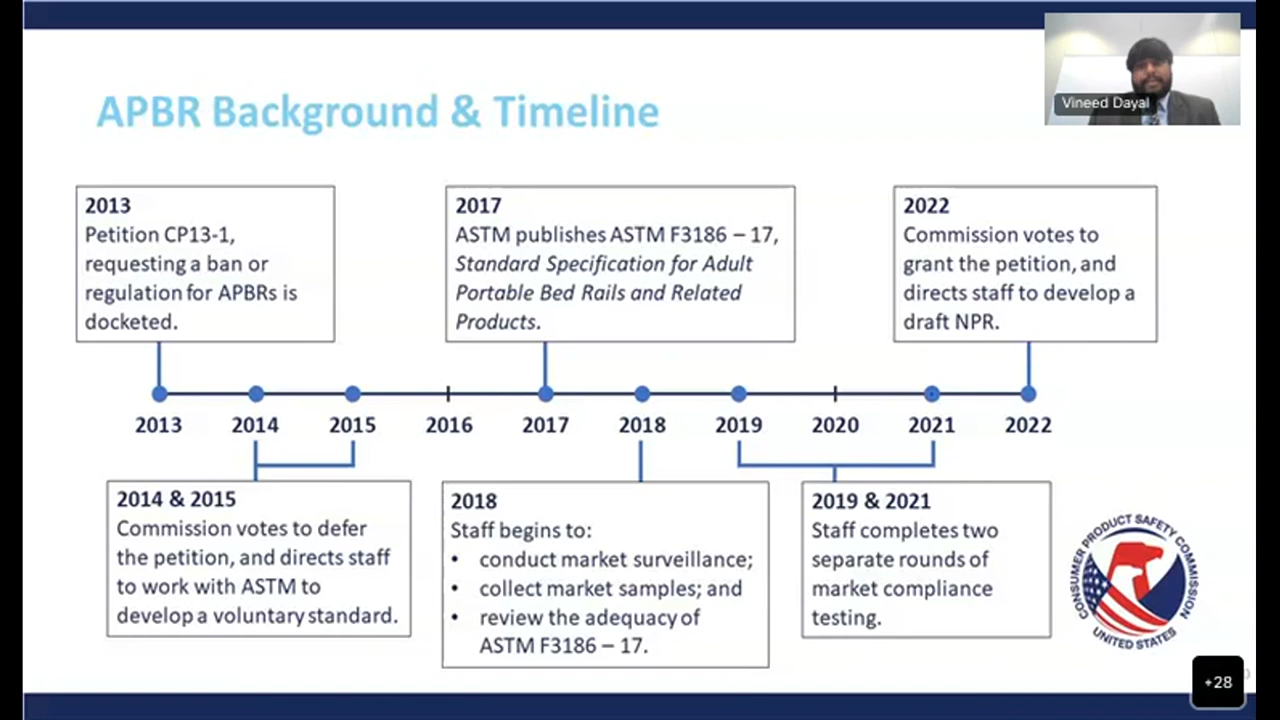 Vineed Dayal
APBR Background & Timeline
2013
Petition CP13-1,
requesting a ban or
regulation for APBRs is
docketed.
2017
ASTM publishes ASTM F3186 – 17,
Standard Specification for Adult
Portable Bed Rails and Related
Products.
2022
Commission votes to
grant the petition, and
directs staff to develop a
draft NPR.
2013 2014 2015 2016 2017 2018 2019 2020 2021 2022
2014 & 2015
Commission votes to defer
the petition, and directs staff
to work with ASTM to
develop a voluntary standard.
2018
Staff begins to:
• conduct market surveillance;
• collect market samples; and
• review the adequacy of
ASTM F3186 – 17.
2019 & 2021
Staff completes two
separate rounds of
market compliance
testing.
CONSUMER PRODUCT SAFETY COMMISSION
UNITED STATES
+28